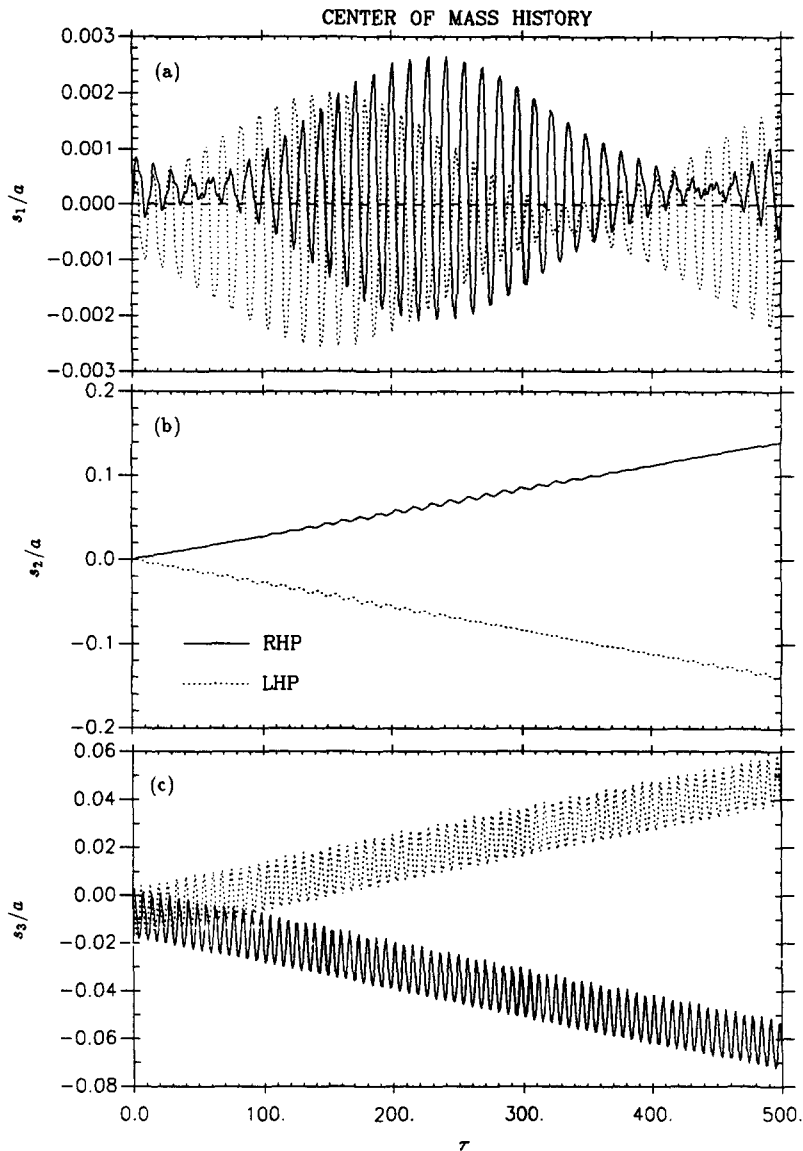 CENTER OF MASS HISTORY
0.003
(a)
0.002
0.001
s₁/a
0.000
−0.001
−0.002
−0.003
0.2
(b)
0.1
s₂/a
0.0
−0.1
RHP
LHP
−0.2
0.06
(c)
0.04
0.02
0.00
s₃/a
−0.02
−0.04
−0.06
−0.08
0.0 100. 200. 300. 400. 500.
τ